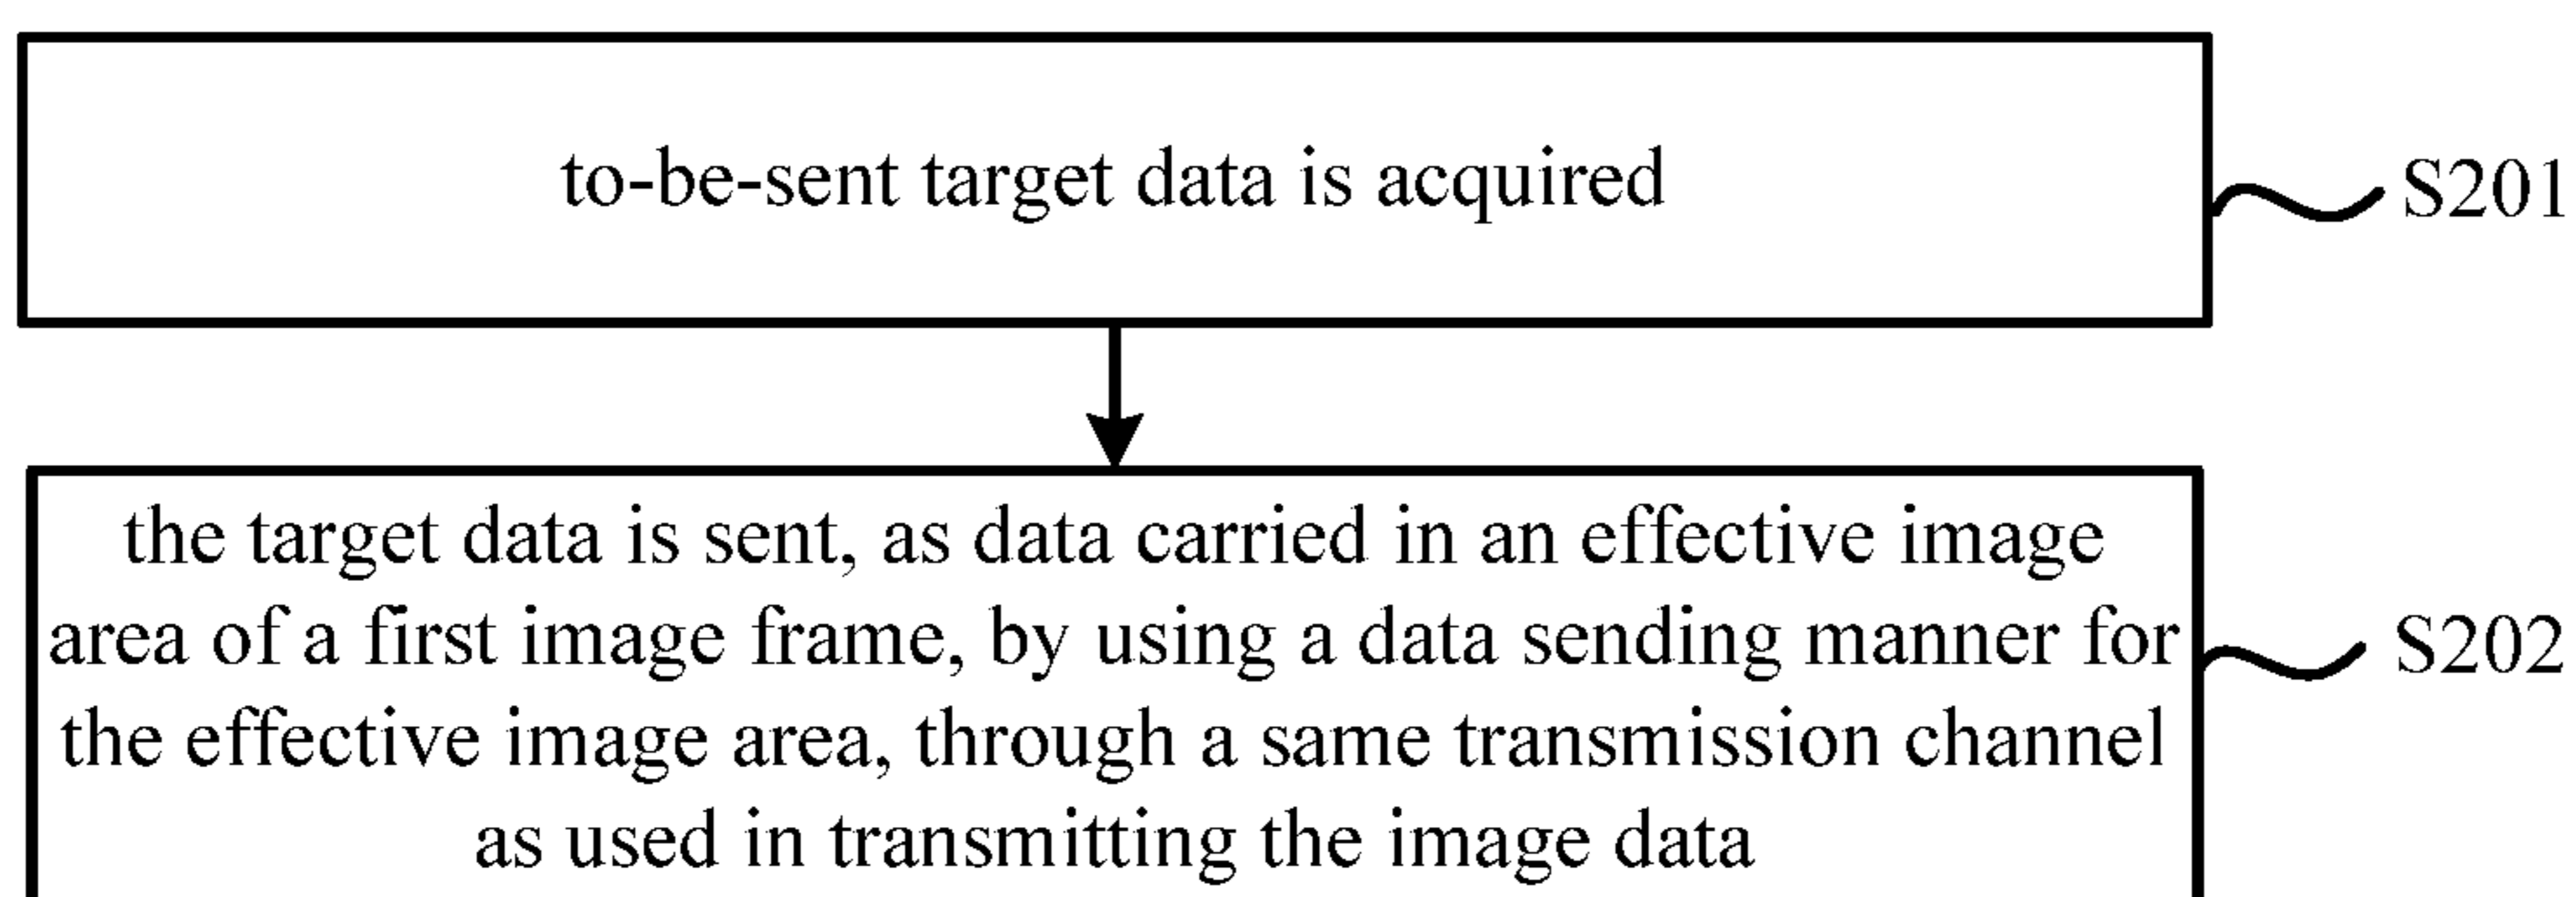 to-be-sent target data is acquired
S201
the target data is sent, as data carried in an effective image
area of a first image frame, by using a data sending manner for
the effective image area, through a same transmission channel
as used in transmitting the image data
S202